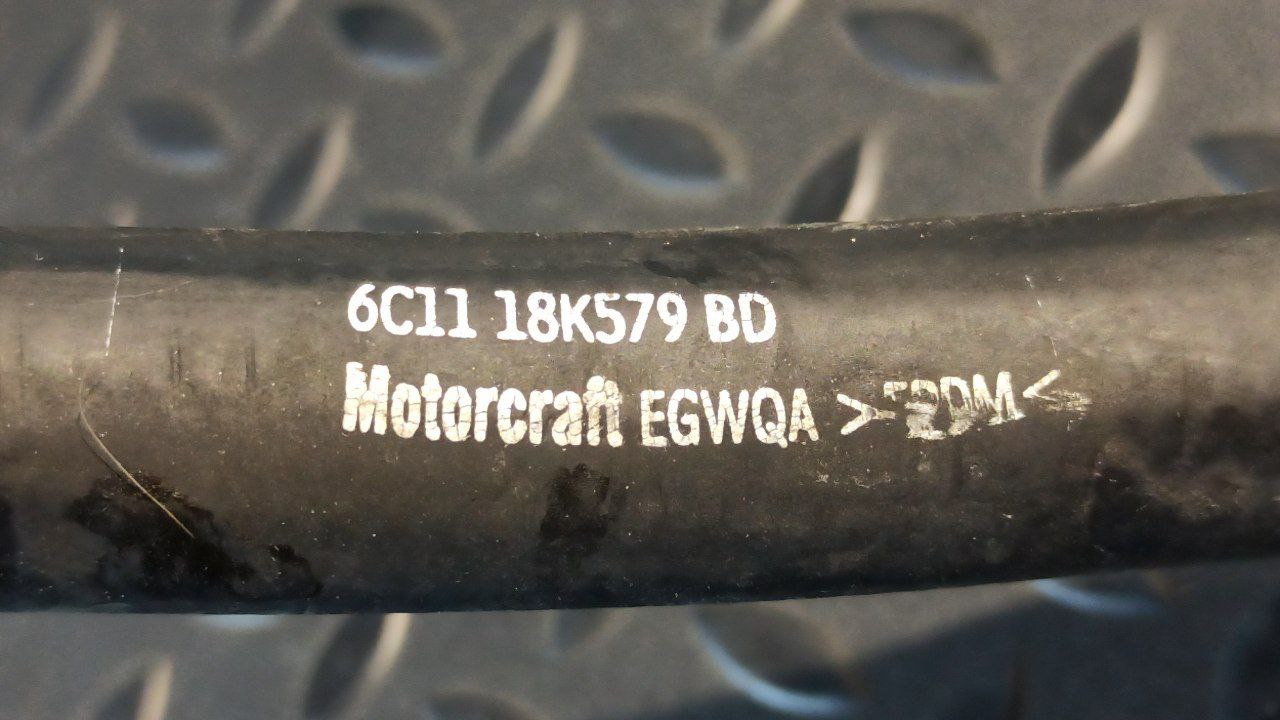 6C11 18K579 BD
Motorcraft EGWQA